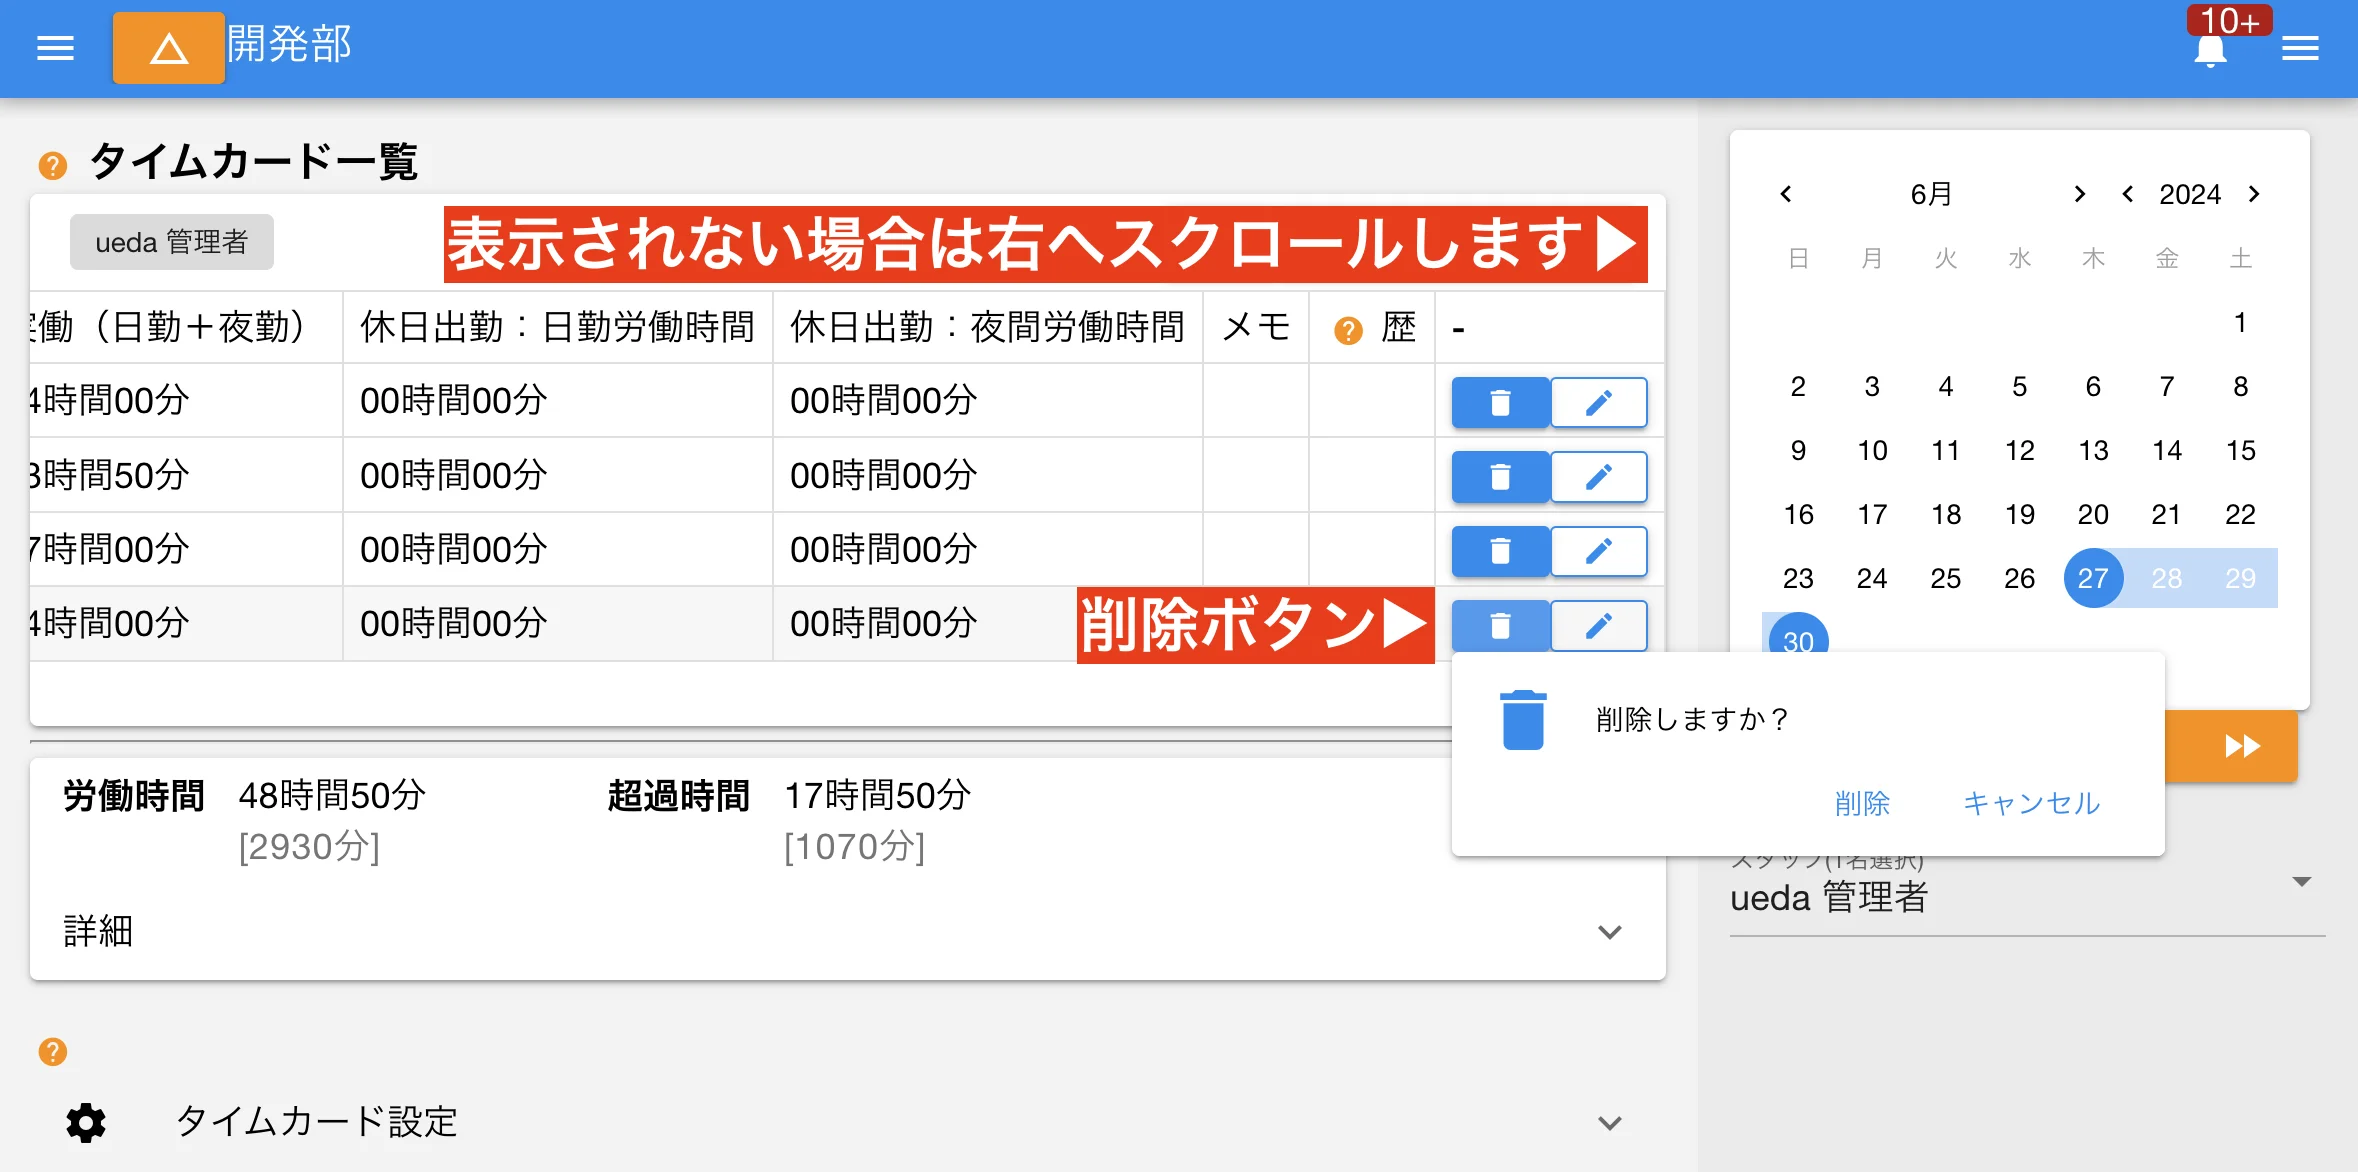 開発部
10+
タイムカード一覧
ueda 管理者
表示されない場合は右へスクロールします▶
働（日勤＋夜勤） 休日出勤：日勤労働時間 休日出勤：夜間労働時間 メモ 歴 -
4時間00分 00時間00分 00時間00分
3時間50分 00時間00分 00時間00分
7時間00分 00時間00分 00時間00分
4時間00分 00時間00分 00時間00分
削除ボタン▶
労働時間 48時間50分 超過時間 17時間50分
[2930分] [1070分]
詳細
タイムカード設定
6月 2024
日 月 火 水 木 金 土
1
2 3 4 5 6 7 8
9 10 11 12 13 14 15
16 17 18 19 20 21 22
23 24 25 26 27 28 29
30
削除しますか？
削除 キャンセル
スタッフ(1名選択)
ueda 管理者